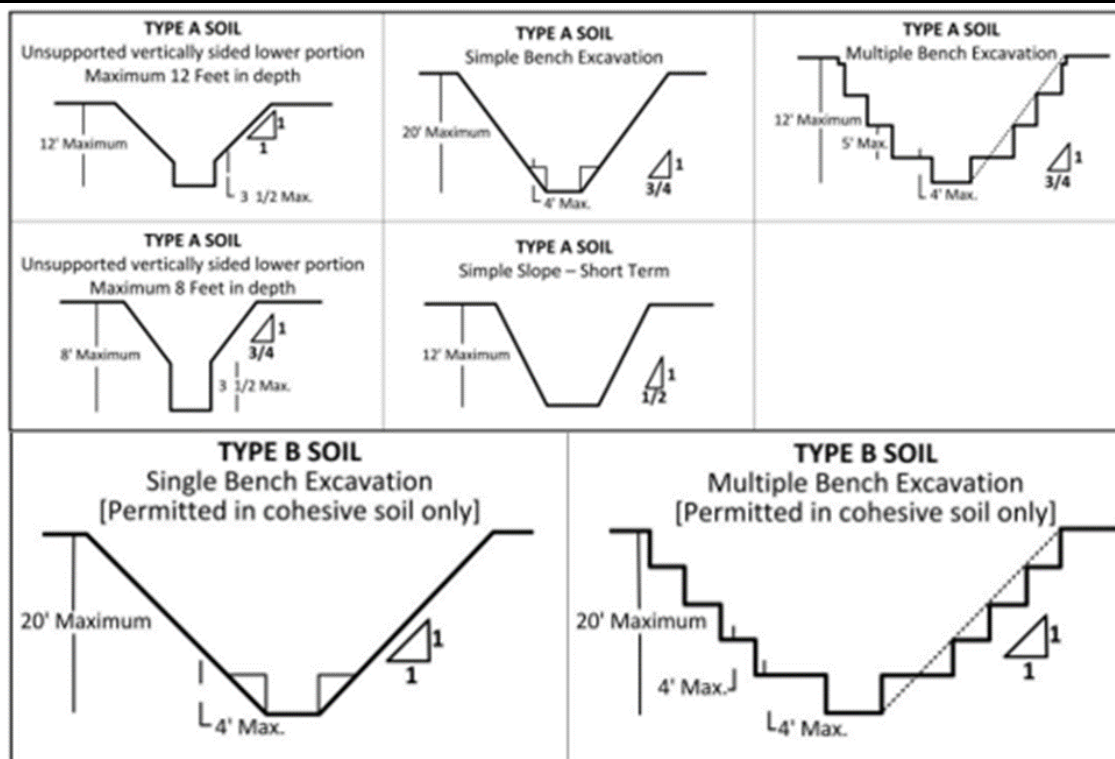 TYPE A SOIL
Unsupported vertically sided lower portion
Maximum 12 Feet in depth
12' Maximum
1
1
3 1/2 Max.
TYPE A SOIL
Simple Bench Excavation
20' Maximum
4' Max.
1
3/4
TYPE A SOIL
Multiple Bench Excavation
12' Maximum
5' Max.
4' Max.
1
3/4
TYPE A SOIL
Unsupported vertically sided lower portion
Maximum 8 Feet in depth
8' Maximum
1
3/4
3 1/2 Max.
TYPE A SOIL
Simple Slope – Short Term
12' Maximum
1
1/2
TYPE B SOIL
Single Bench Excavation
[Permitted in cohesive soil only]
20' Maximum
1
1
4' Max.
TYPE B SOIL
Multiple Bench Excavation
[Permitted in cohesive soil only]
20' Maximum
1
1
4' Max.
4' Max.